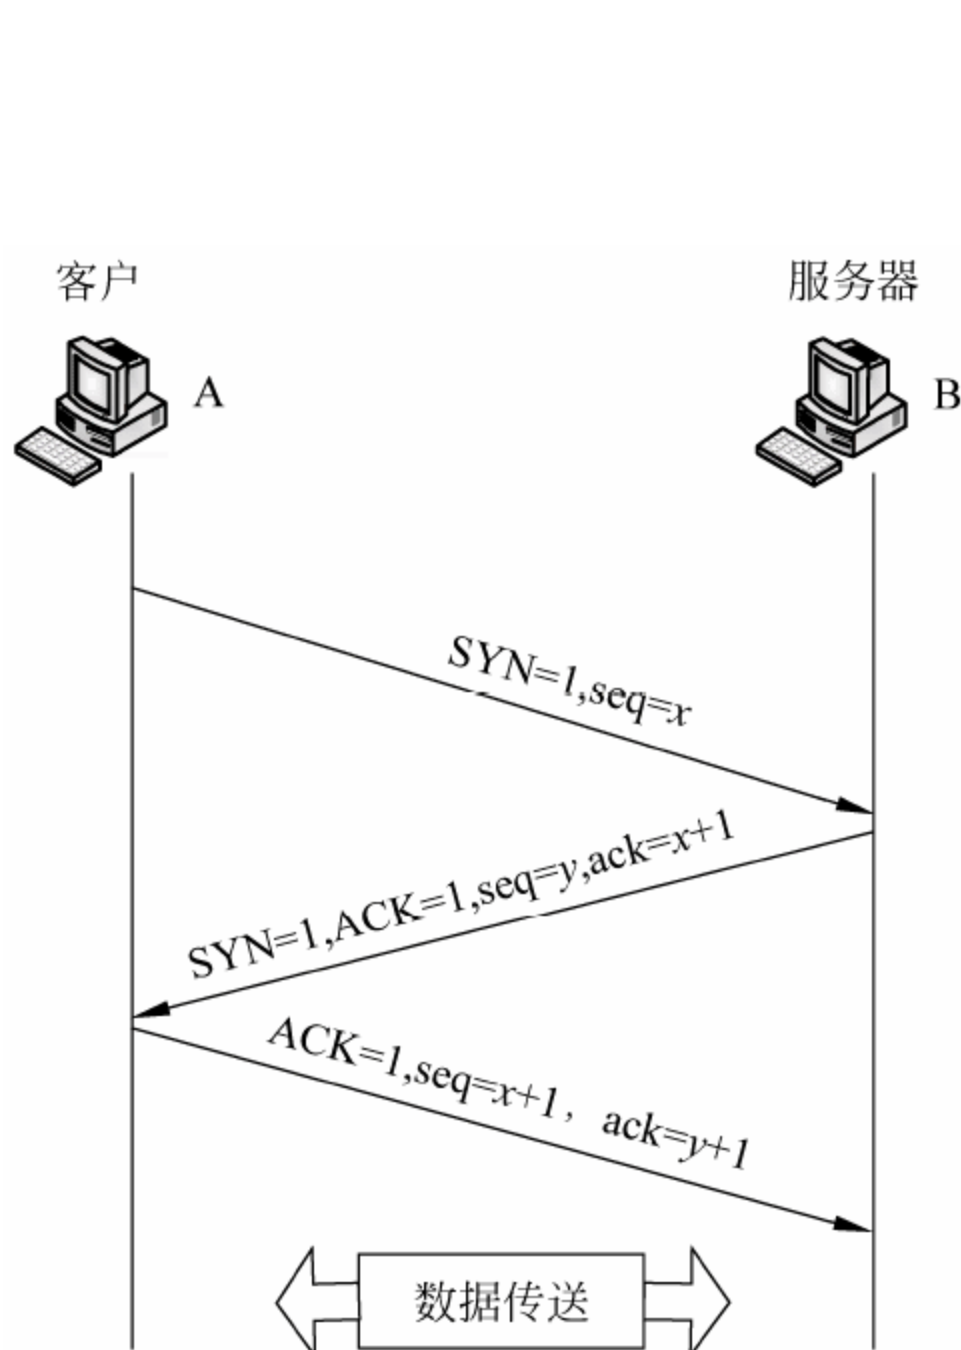 客户
服务器
A
B
SYN=1,seq=x
SYN=1,ACK=1,seq=y,ack=x+1
ACK=1,seq=x+1, ack=y+1
数据传送